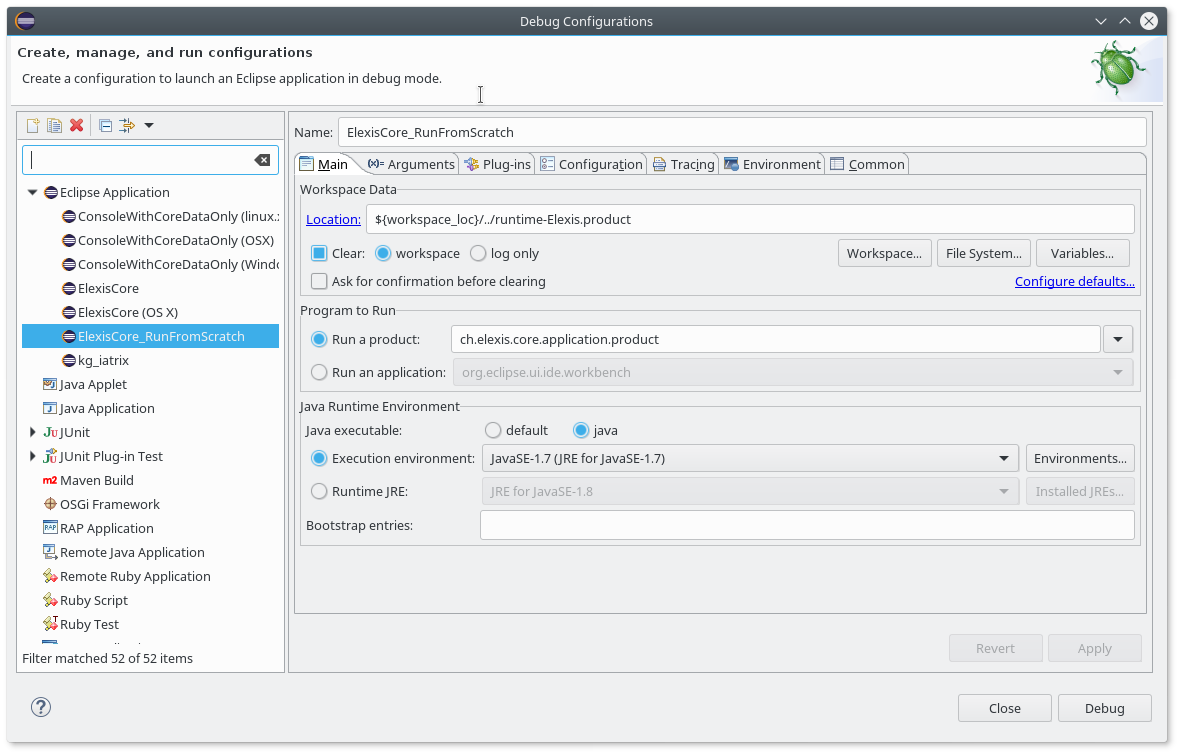 Debug Configurations
Create, manage, and run configurations
Create a configuration to launch an Eclipse application in debug mode.
Eclipse Application
ConsoleWithCoreDataOnly (linux.
ConsoleWithCoreDataOnly (OSX)
ConsoleWithCoreDataOnly (Wind
ElexisCore
ElexisCore (OS X)
ElexisCore_RunFromScratch
kg_iatrix
Java Applet
Java Application
JUnit
JUnit Plug-in Test
Maven Build
OSGi Framework
RAP Application
Remote Java Application
Remote Ruby Application
Ruby Script
Ruby Test
Filter matched 52 of 52 items
Name: ElexisCore_RunFromScratch
Main Arguments Plug-ins Configuration Tracing Environment Common
Workspace Data
Location: ${workspace_loc}/../runtime-Elexis.product
Clear: workspace log only Workspace... File System... Variables...
Ask for confirmation before clearing Configure defaults...
Program to Run
Run a product: ch.elexis.core.application.product
Run an application: org.eclipse.ui.ide.workbench
Java Runtime Environment
Java executable: default java
Execution environment: JavaSE-1.7 (JRE for JavaSE-1.7) Environments...
Runtime JRE: JRE for JavaSE-1.8 Installed JREs...
Bootstrap entries:
Revert Apply
Close Debug